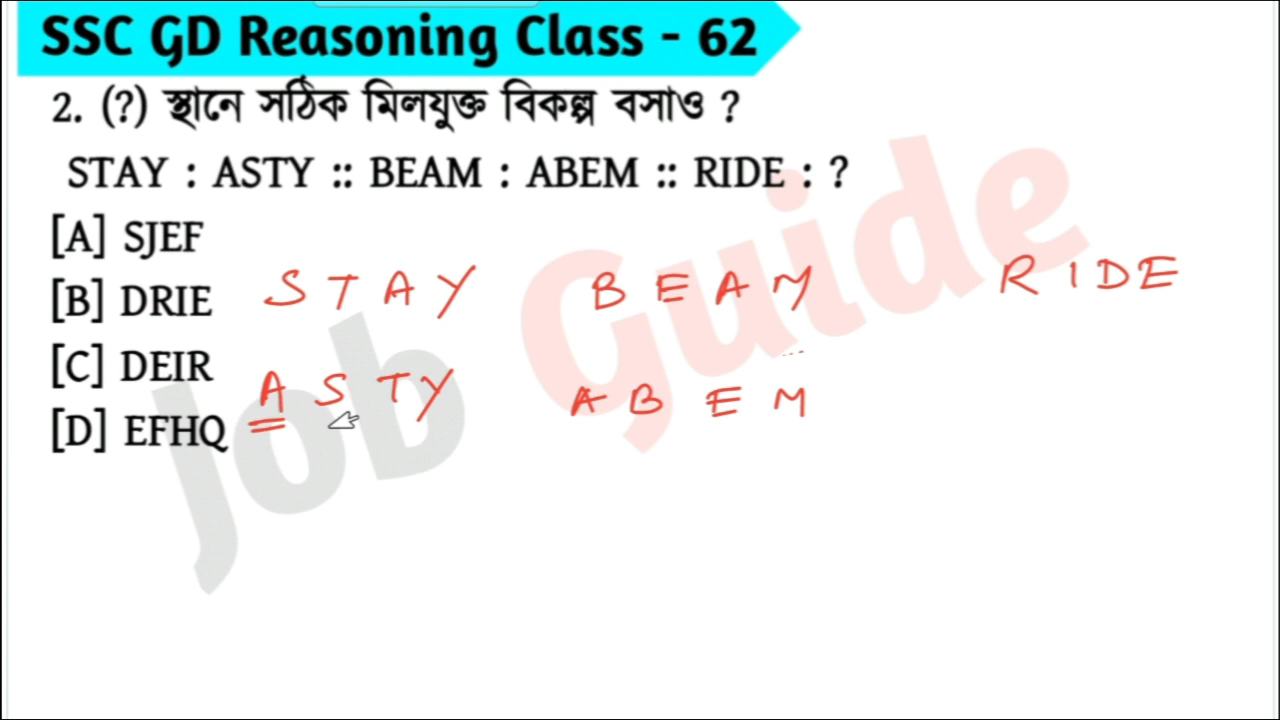 SSC GD Reasoning Class - 62
2. (?) স্থানে সঠিক মিলযুক্ত বিকল্প বসাও ?
STAY : ASTY :: BEAM : ABEM :: RIDE : ?
[A] SJEF
[B] DRIE
[C] DEIR
[D] EFHQ
STAY BEAM RIDE
ASTY ABEM
Job Guide